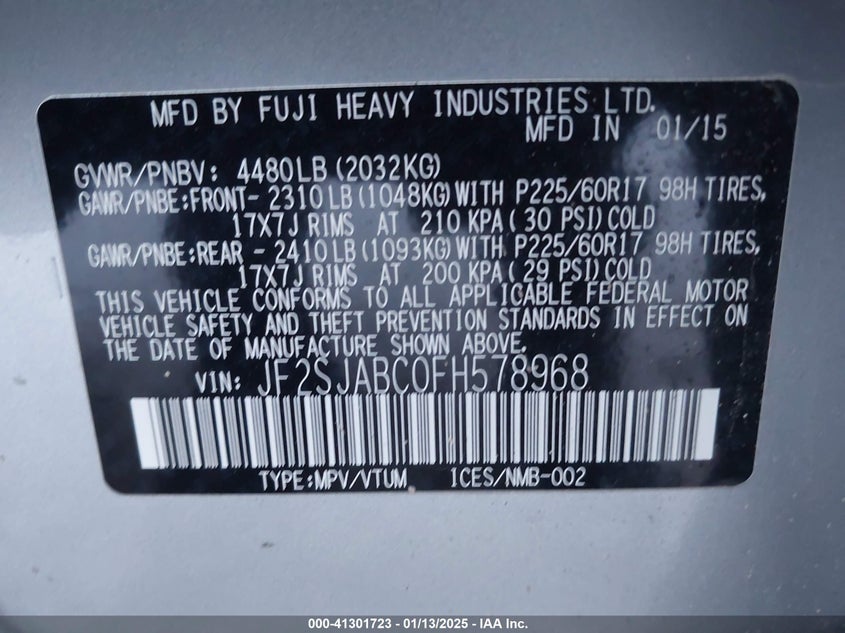 MFD BY FUJI HEAVY INDUSTRIES LTD.
MFD IN 01/15
GVWR/PNBV: 4480LB(2032KG)
GAWR/PNBE:FRONT- 2310LB(1048KG)WITH P225/60R17 98H TIRES,
17X7J RIMS AT 210 KPA(30 PSI)COLD
GAWR/PNBE:REAR - 2410LB(1093KG)WITH P225/60R17 98H TIRES,
17X7J RIMS AT 200 KPA(29 PSI)COLD
THIS VEHICLE CONFORMS TO ALL APPLICABLE FEDERAL MOTOR
VEHICLE SAFETY AND THEFT PREVENTION STANDARDS IN EFFECT ON
THE DATE OF MANUFACTURE SHOWN ABOVE.
VIN: JF2SJABC0FH578968
TYPE:MPV/VTUM ICES/NMB-002
000-41301723 - 01/13/2025 - IAA Inc.